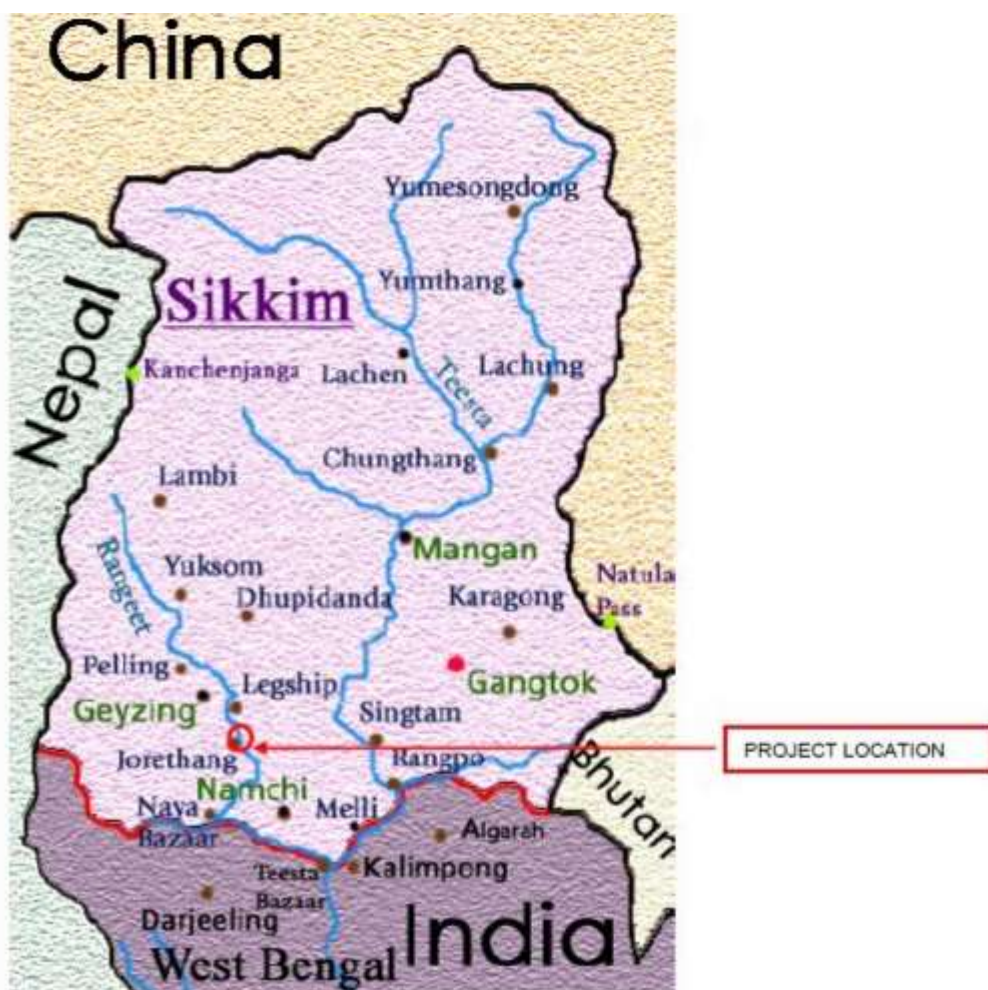 China
Yumesongdong
Nepal
Sikkim
Yumthang
Kanchenjanga
Lachen
Teesta
Lachung
Chungthang
Lambi
Rangeet
Mangan
Yuksom
Dhupidanda
Karagong
Natula
Pass
Pelling
Legship
Gangtok
Geyzing
Singtam
PROJECT LOCATION
Jorethang
Rangpo
Bhutan
Namchi
Naya
Bazaar
Melli
Algarah
Teesta
Bazaar
Kalimpong
Darjeeling
India
West Bengal